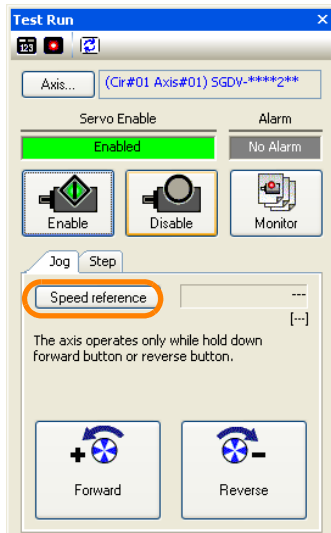 Test Run
123
Axis... (Cir#01 Axis#01) SGDV-****2**
Servo Enable Alarm
Enabled No Alarm
Enable Disable Monitor
Jog Step
Speed reference ---
[---]
The axis operates only while hold down
forward button or reverse button.
Forward Reverse